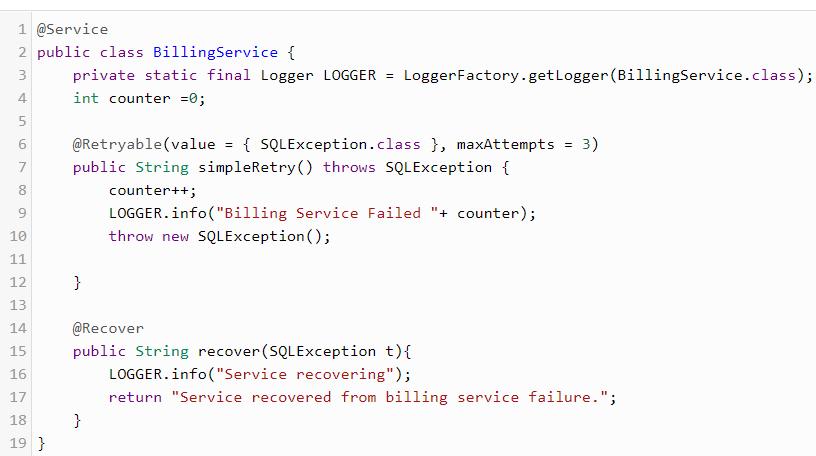 1 @Service
2 public class BillingService {
3     private static final Logger LOGGER = LoggerFactory.getLogger(BillingService.class);
4     int counter =0;
5
6     @Retryable(value = { SQLException.class }, maxAttempts = 3)
7     public String simpleRetry() throws SQLException {
8         counter++;
9         LOGGER.info("Billing Service Failed "+ counter);
10         throw new SQLException();
11
12     }
13
14     @Recover
15     public String recover(SQLException t){
16         LOGGER.info("Service recovering");
17         return "Service recovered from billing service failure.";
18     }
19 }